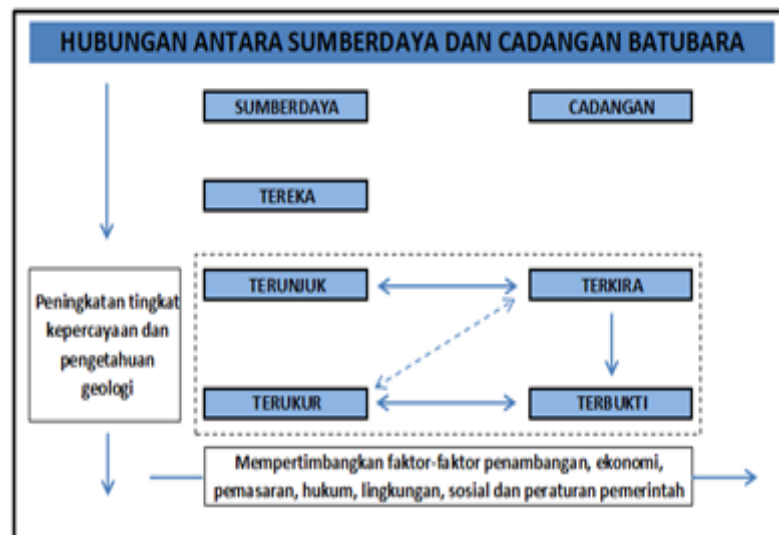 HUBUNGAN ANTARA SUMBERDAYA DAN CADANGAN BATUBARA
SUMBERDAYA
CADANGAN
TEREKA
TERUNJUK
TERKIRA
Peningkatan tingkat
kepercayaan dan
pengetahuan
geologi
TERUKUR
TERBUKTI
Mempertimbangkan faktor-faktor penambangan, ekonomi,
pemasaran, hukum, lingkungan, sosial dan peraturan pemerintah